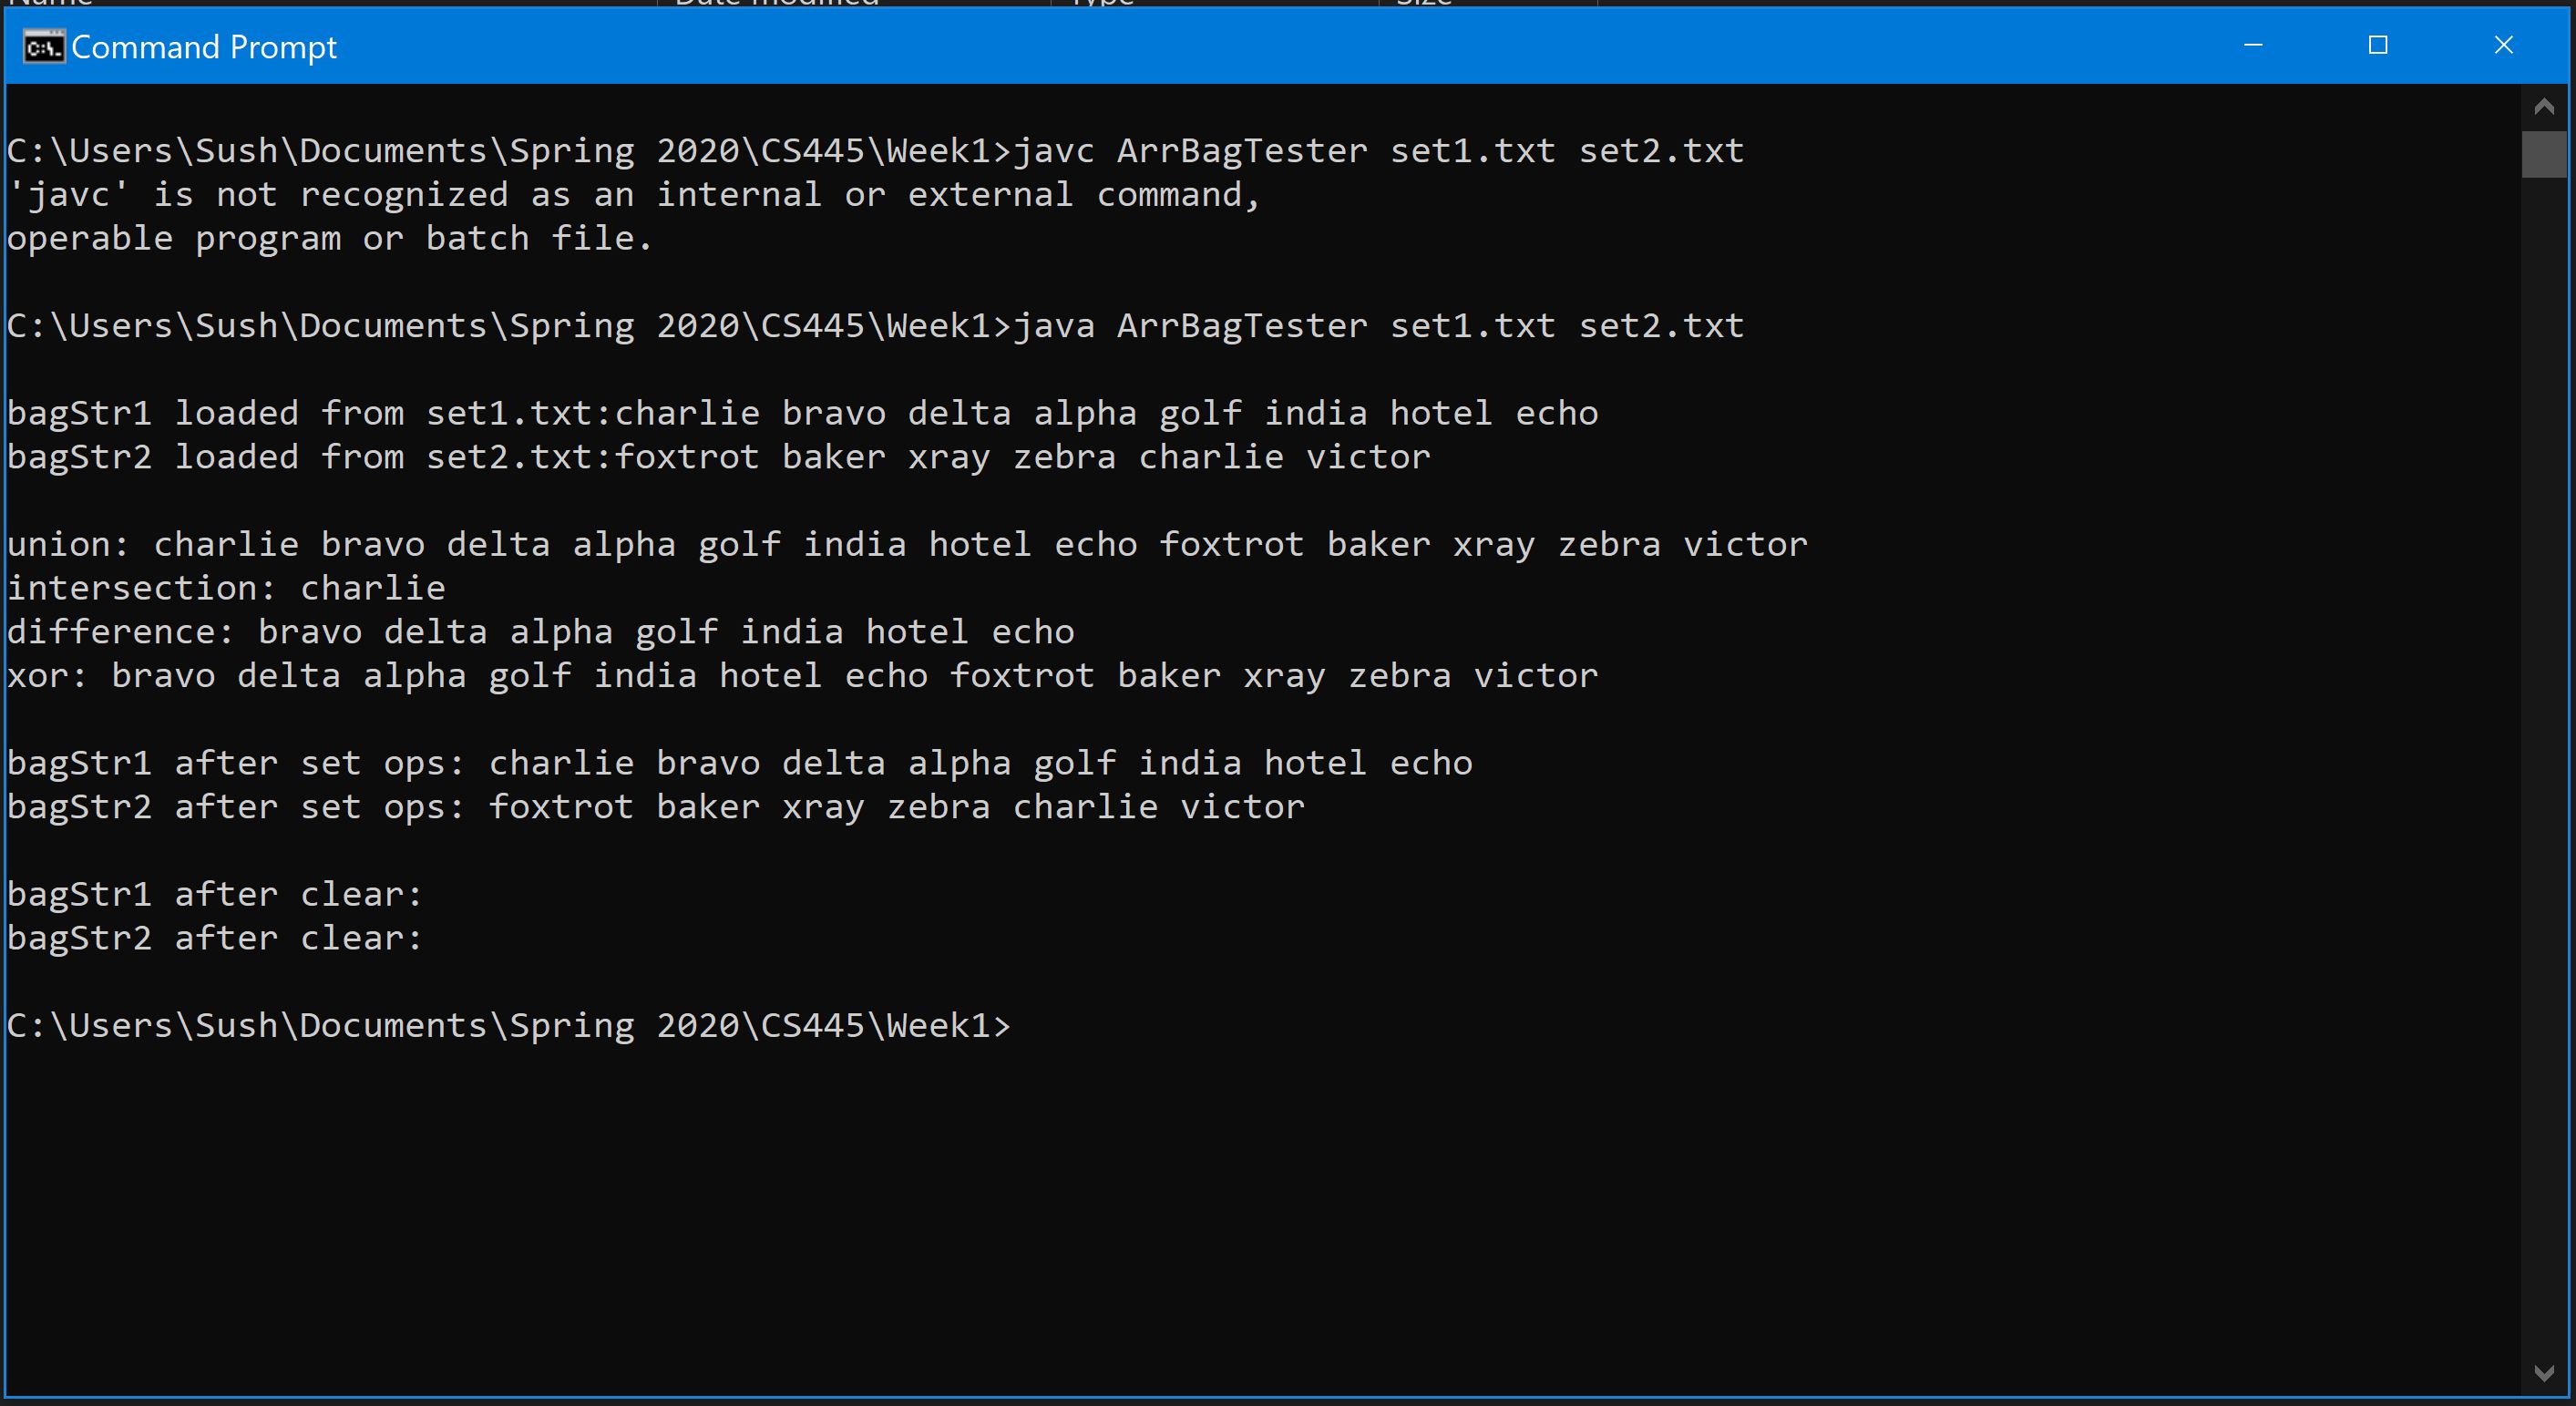 Name Date modified Type Size
Command Prompt
C:\Users\Sush\Documents\Spring 2020\CS445\Week1>javc ArrBagTester set1.txt set2.txt
'javc' is not recognized as an internal or external command,
operable program or batch file.
C:\Users\Sush\Documents\Spring 2020\CS445\Week1>java ArrBagTester set1.txt set2.txt
bagStr1 loaded from set1.txt:charlie bravo delta alpha golf india hotel echo
bagStr2 loaded from set2.txt:foxtrot baker xray zebra charlie victor
union: charlie bravo delta alpha golf india hotel echo foxtrot baker xray zebra victor
intersection: charlie
difference: bravo delta alpha golf india hotel echo
xor: bravo delta alpha golf india hotel echo foxtrot baker xray zebra victor
bagStr1 after set ops: charlie bravo delta alpha golf india hotel echo
bagStr2 after set ops: foxtrot baker xray zebra charlie victor
bagStr1 after clear:
bagStr2 after clear:
C:\Users\Sush\Documents\Spring 2020\CS445\Week1>